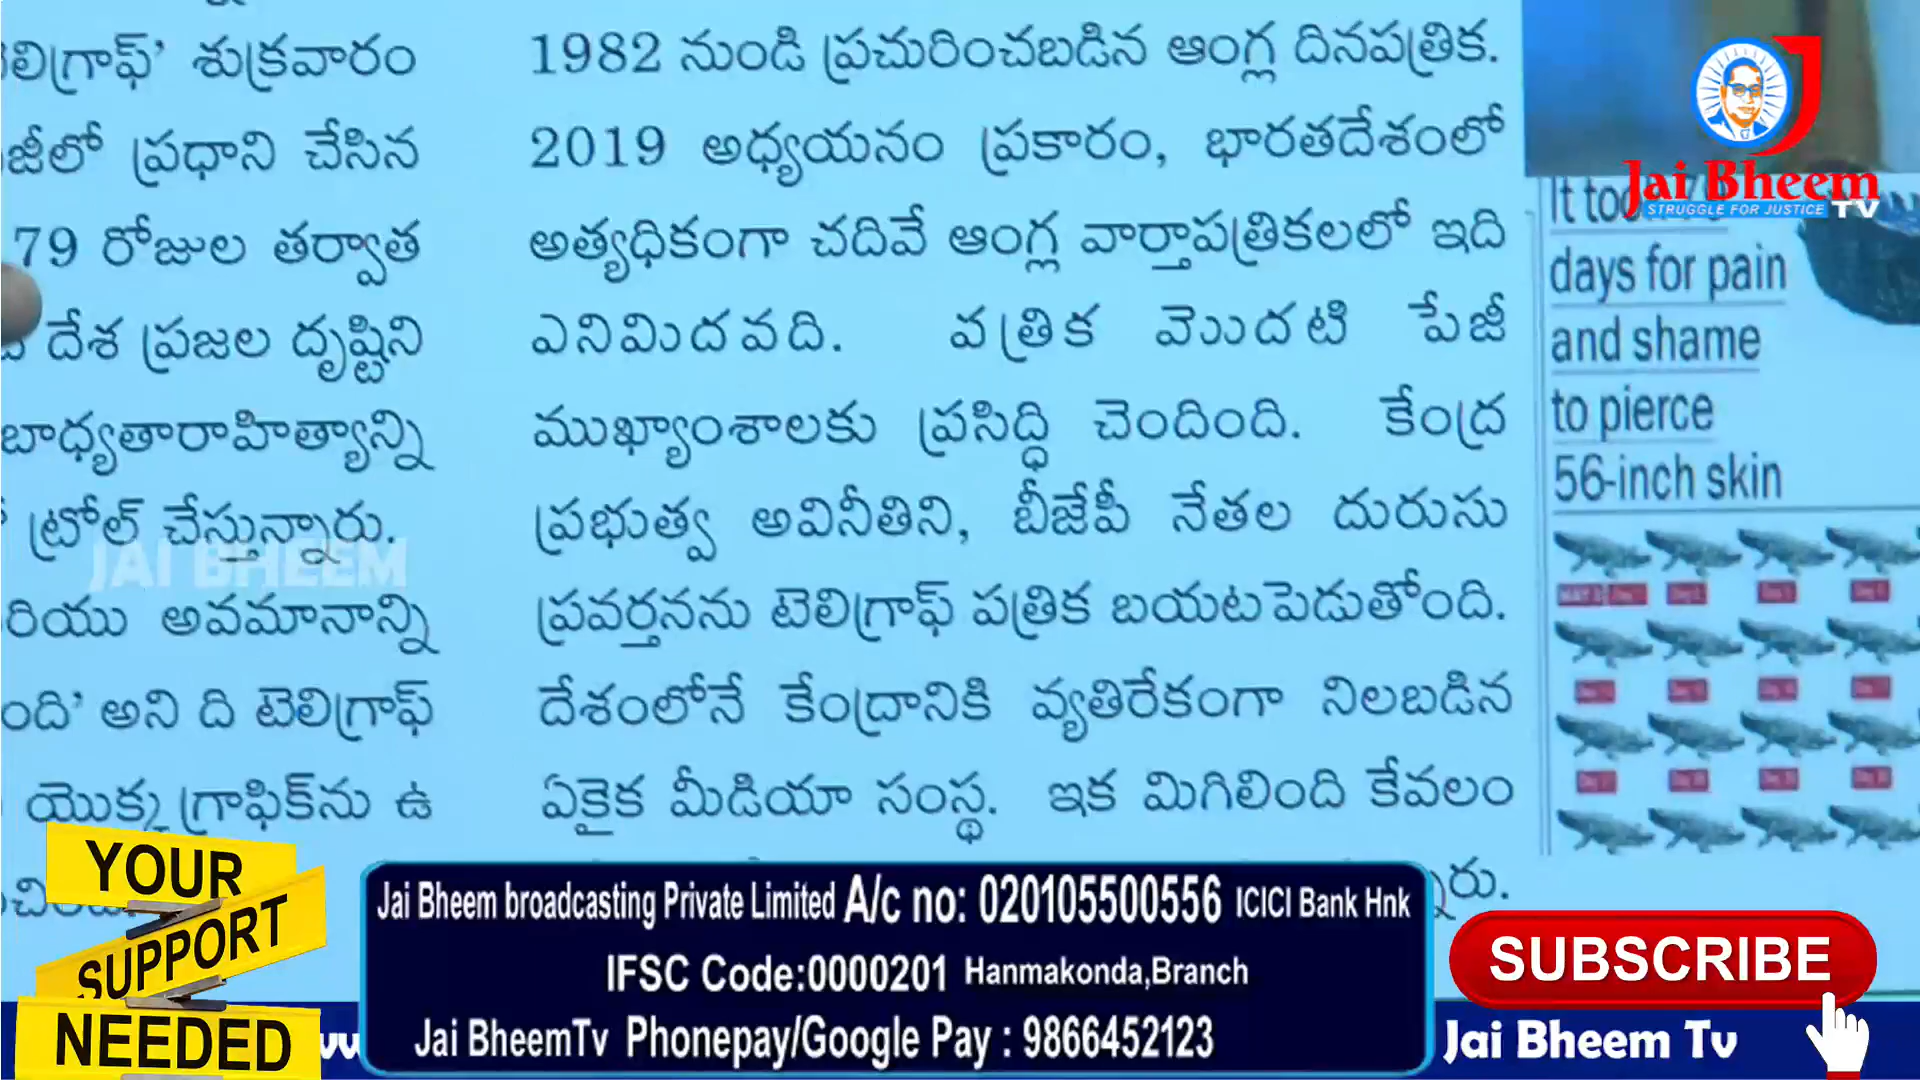 లిగ్రాఫ్' శుక్రవారం
జీలో ప్రధాని చేసిన
79 రోజుల తర్వాత
దేశ ప్రజల దృష్టిని
బాధ్యతారాహిత్యాన్ని
ట్రోల్ చేస్తున్నారు.
రియు అవమానాన్ని
ంది' అని ది టెలిగ్రాఫ్
యొక్క గ్రాఫిక్‌ను ఉ
1982 నుండి ప్రచురించబడిన ఆంగ్ల దినపత్రిక.
2019 అధ్యయనం ప్రకారం, భారతదేశంలో
అత్యధికంగా చదివే ఆంగ్ల వార్తాపత్రికలలో ఇది
ఎనిమిదవది. పత్రిక మొదటి పేజీ
ముఖ్యాంశాలకు ప్రసిద్ధి చెందింది. కేంద్ర
ప్రభుత్వ అవినీతిని, బీజేపీ నేతల దురుసు
ప్రవర్తనను టెలిగ్రాఫ్ పత్రిక బయటపెడుతోంది.
దేశంలోనే కేంద్రానికి వ్యతిరేకంగా నిలబడిన
ఏకైక మీడియా సంస్థ. ఇక మిగిలింది కేవలం
Jai Bheem
STRUGGLE FOR JUSTICE TV
It
days for pain
and shame
to pierce
56-inch skin
JAI BHEEM
YOUR
SUPPORT
NEEDED
Jai Bheem broadcasting Private Limited A/c no: 020105500556 ICICI Bank Hnk
IFSC Code:0000201 Hanmakonda,Branch
Jai BheemTv Phonepay/Google Pay : 9866452123
SUBSCRIBE
Jai Bheem Tv